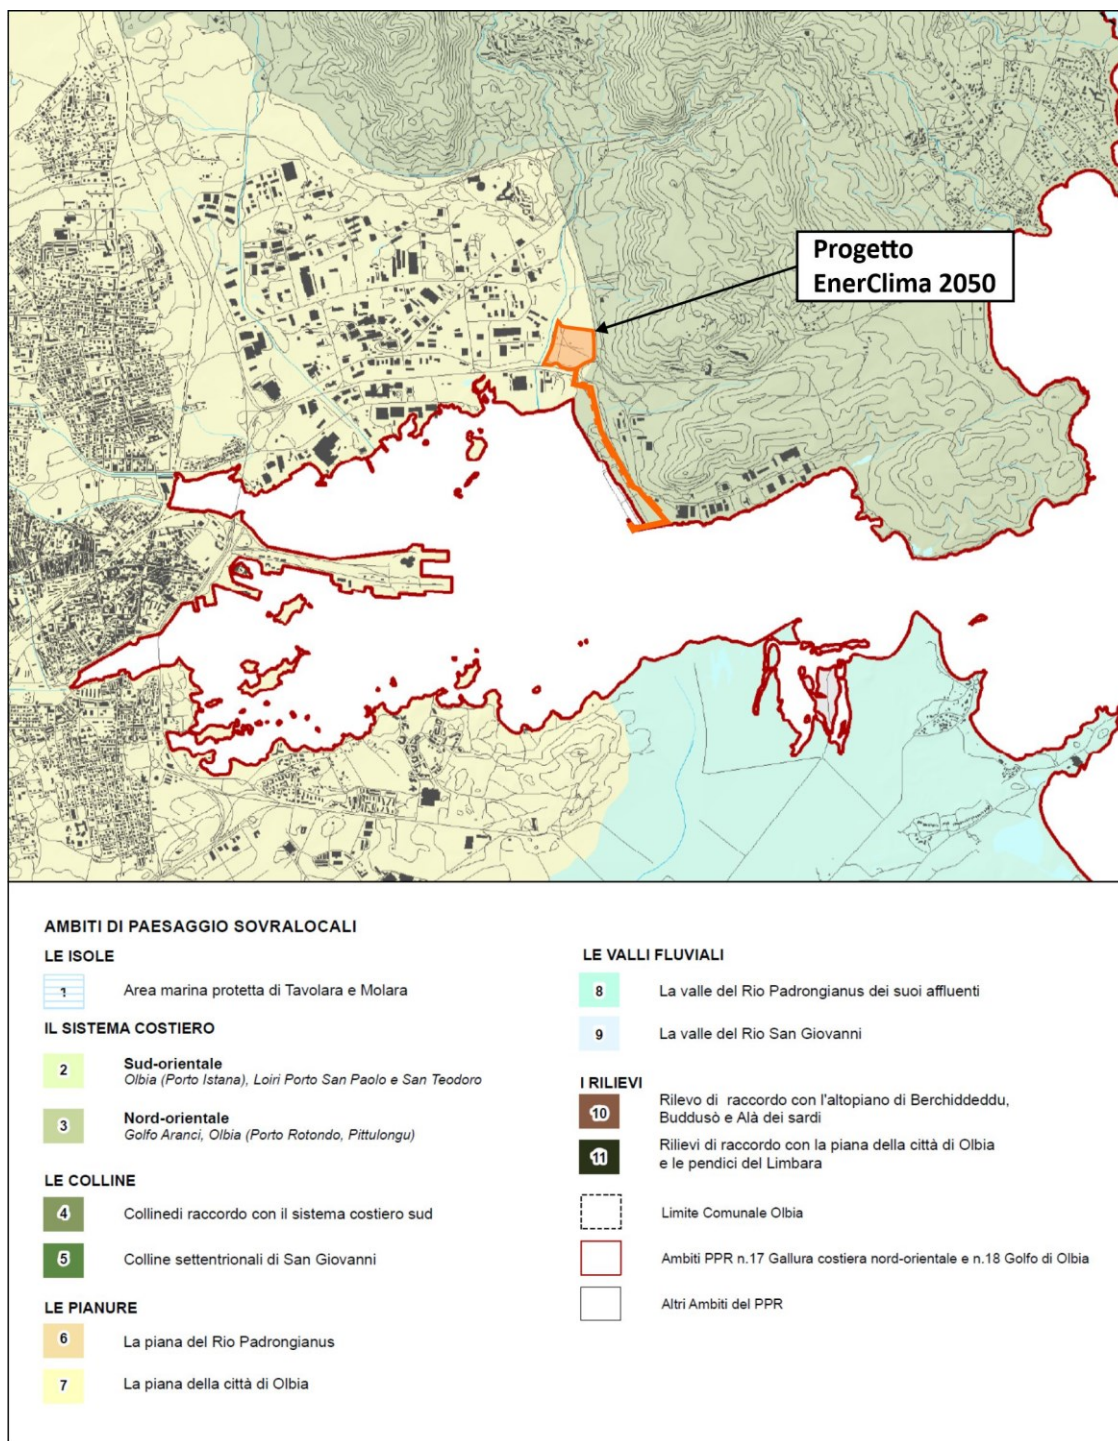 Progetto
EnerClima 2050
AMBITI DI PAESAGGIO SOVRALOCALI
LE ISOLE
1 Area marina protetta di Tavolara e Molara
IL SISTEMA COSTIERO
2 Sud-orientale
Olbia (Porto Istana), Loiri Porto San Paolo e San Teodoro
3 Nord-orientale
Golfo Aranci, Olbia (Porto Rotondo, Pittulongu)
LE COLLINE
4 Collinedi raccordo con il sistema costiero sud
5 Colline settentrionali di San Giovanni
LE PIANURE
6 La piana del Rio Padrongianus
7 La piana della città di Olbia
LE VALLI FLUVIALI
8 La valle del Rio Padrongianus dei suoi affluenti
9 La valle del Rio San Giovanni
I RILIEVI
10 Rilevo di raccordo con l'altopiano di Berchiddeddu,
Buddusò e Alà dei sardi
11 Rilievi di raccordo con la piana della città di Olbia
e le pendici del Limbara
Limite Comunale Olbia
Ambiti PPR n.17 Gallura costiera nord-orientale e n.18 Golfo di Olbia
Altri Ambiti del PPR